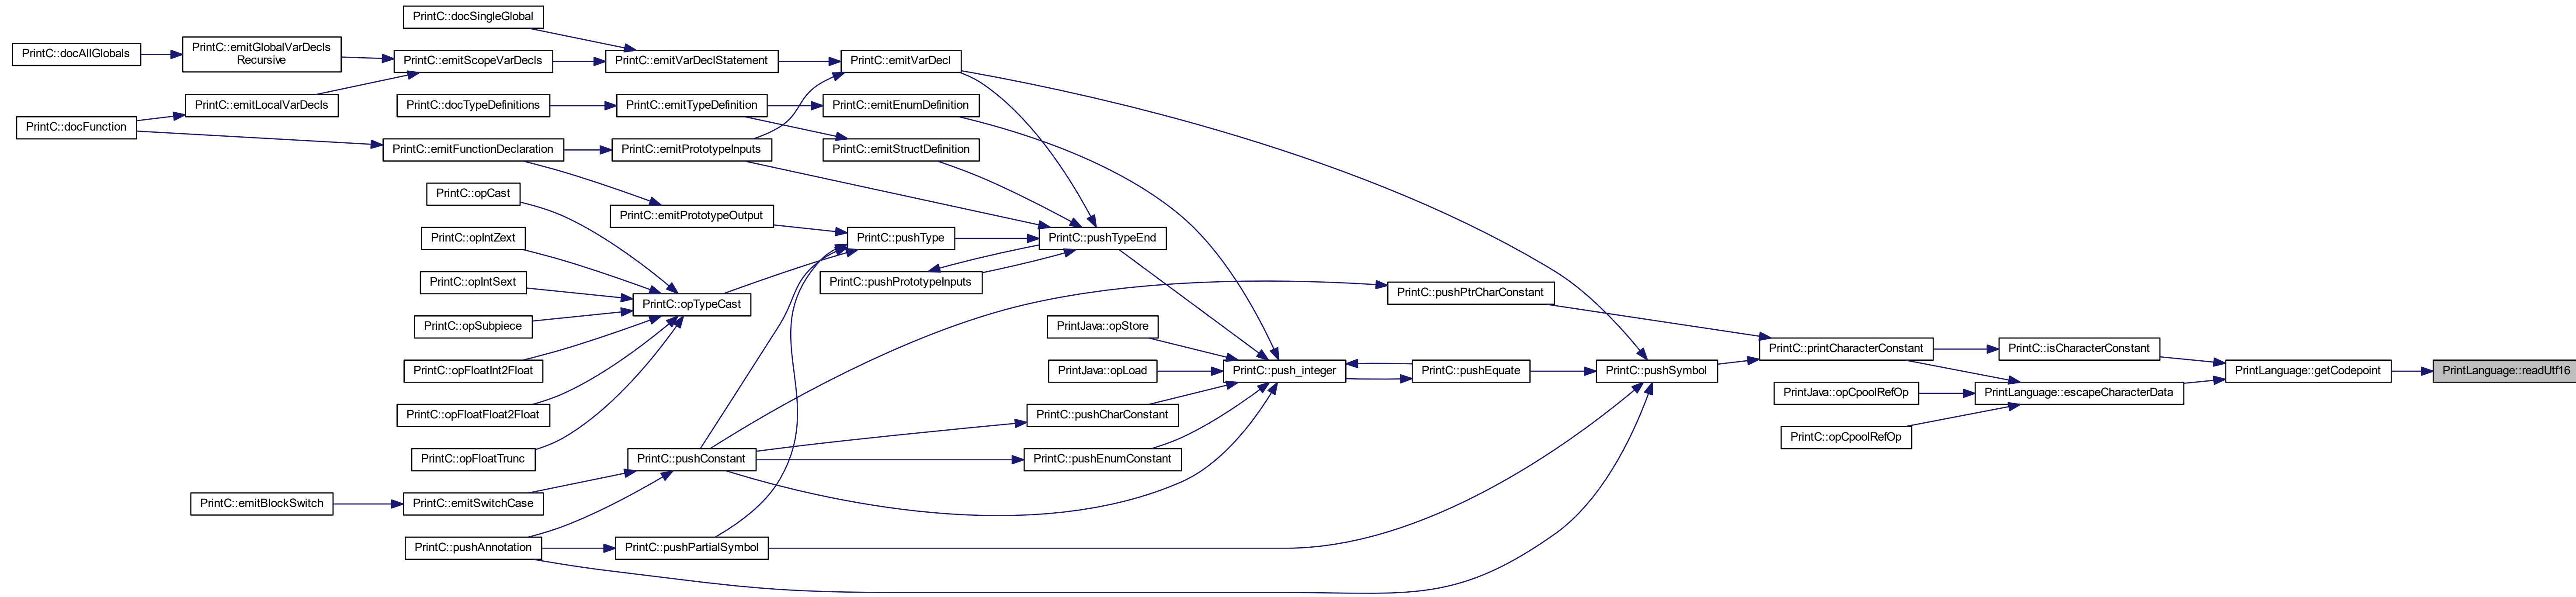 PrintC::docSingleGlobal
PrintC::docAllGlobals
PrintC::emitGlobalVarDecls
Recursive
PrintC::emitScopeVarDecls
PrintC::emitVarDeclStatement
PrintC::emitVarDecl
PrintC::emitLocalVarDecls
PrintC::docTypeDefinitions
PrintC::emitTypeDefinition
PrintC::emitEnumDefinition
PrintC::docFunction
PrintC::emitFunctionDeclaration
PrintC::emitPrototypeInputs
PrintC::emitStructDefinition
PrintC::opCast
PrintC::emitPrototypeOutput
PrintC::opIntZext
PrintC::pushType
PrintC::pushTypeEnd
PrintC::opIntSext
PrintC::pushPrototypeInputs
PrintC::pushPtrCharConstant
PrintC::opTypeCast
PrintC::opSubpiece
PrintJava::opStore
PrintC::printCharacterConstant
PrintC::isCharacterConstant
PrintC::opFloatInt2Float
PrintJava::opLoad
PrintC::push_integer
PrintC::pushEquate
PrintC::pushSymbol
PrintLanguage::getCodepoint
PrintLanguage::readUtf16
PrintJava::opCpoolRefOp
PrintLanguage::escapeCharacterData
PrintC::opFloatFloat2Float
PrintC::pushCharConstant
PrintC::opCpoolRefOp
PrintC::opFloatTrunc
PrintC::pushConstant
PrintC::pushEnumConstant
PrintC::emitBlockSwitch
PrintC::emitSwitchCase
PrintC::pushAnnotation
PrintC::pushPartialSymbol